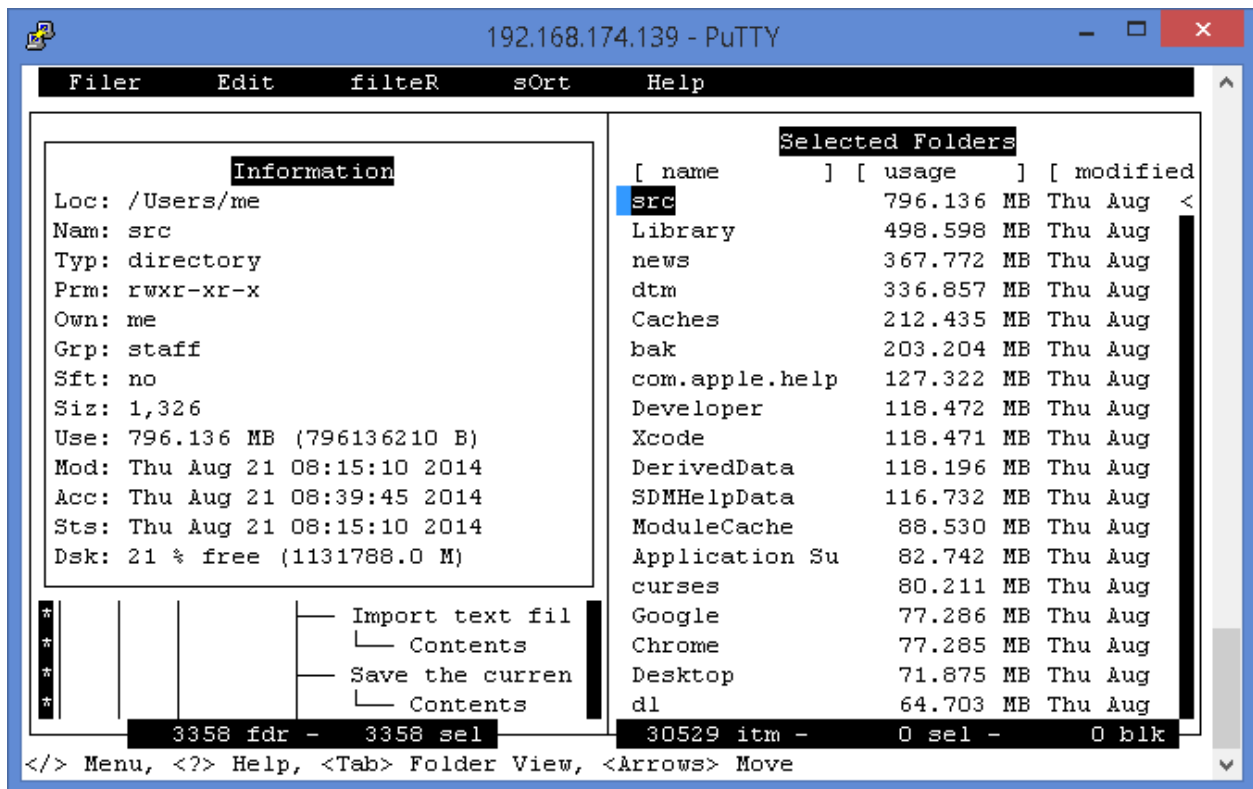 192.168.174.139 - PuTTY
Filer Edit filteR sOrt Help
Information
Loc: /Users/me
Nam: src
Typ: directory
Prm: rwxr-xr-x
Own: me
Grp: staff
Sft: no
Siz: 1,326
Use: 796.136 MB (796136210 B)
Mod: Thu Aug 21 08:15:10 2014
Acc: Thu Aug 21 08:39:45 2014
Sts: Thu Aug 21 08:15:10 2014
Dsk: 21 % free (1131788.0 M)
* Import text fil
* Contents
* Save the curren
* Contents
3358 fdr - 3358 sel
Selected Folders
[ name ] [ usage ] [ modified
src 796.136 MB Thu Aug <
Library 498.598 MB Thu Aug
news 367.772 MB Thu Aug
dtm 336.857 MB Thu Aug
Caches 212.435 MB Thu Aug
bak 203.204 MB Thu Aug
com.apple.help 127.322 MB Thu Aug
Developer 118.472 MB Thu Aug
Xcode 118.471 MB Thu Aug
DerivedData 118.196 MB Thu Aug
SDMHelpData 116.732 MB Thu Aug
ModuleCache 88.530 MB Thu Aug
Application Su 82.742 MB Thu Aug
curses 80.211 MB Thu Aug
Google 77.286 MB Thu Aug
Chrome 77.285 MB Thu Aug
Desktop 71.875 MB Thu Aug
dl 64.703 MB Thu Aug
30529 itm - 0 sel - 0 blk
</> Menu, <?> Help, <Tab> Folder View, <Arrows> Move